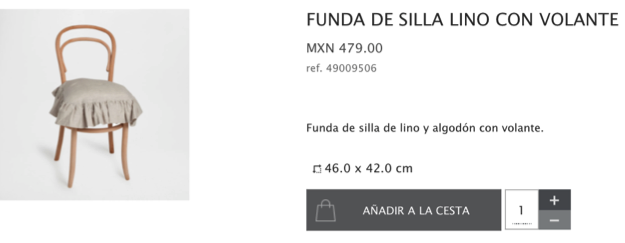 FUNDA DE SILLA LINO CON VOLANTE
MXN 479.00
ref. 49009506
Funda de silla de lino y algodón con volante.
46.0 x 42.0 cm
AÑADIR A LA CESTA
1
+
−